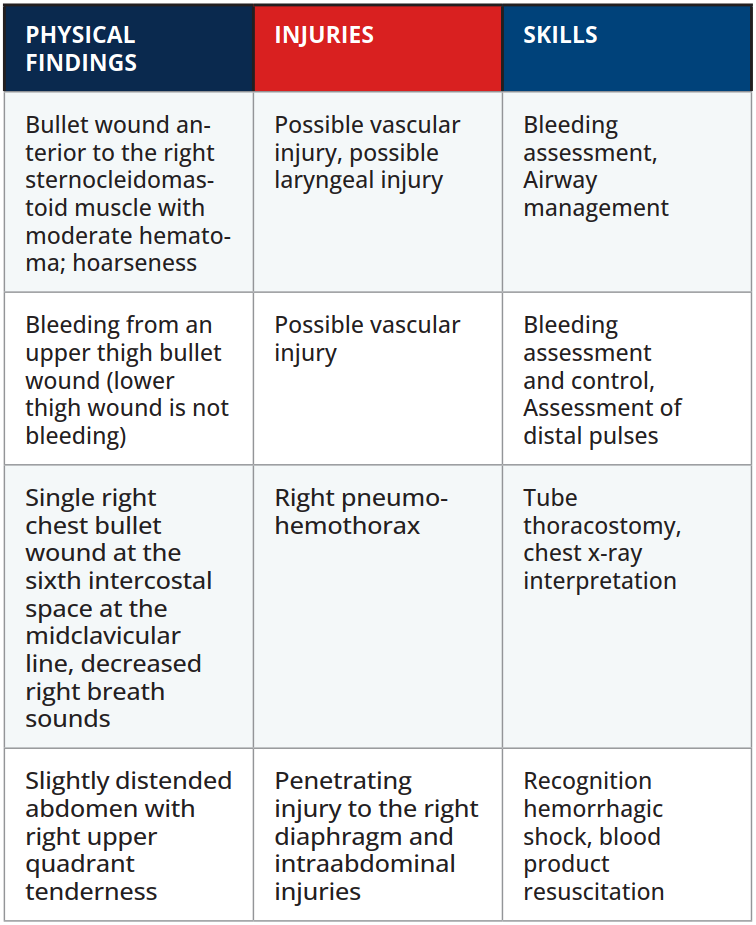 PHYSICAL
FINDINGS
INJURIES
SKILLS
Bullet wound an-
terior to the right
sternocleidomas-
toid muscle with
moderate hemato-
ma; hoarseness
Possible vascular
injury, possible
laryngeal injury
Bleeding
assessment,
Airway
management
Bleeding from an
upper thigh bullet
wound (lower
thigh wound is not
bleeding)
Possible vascular
injury
Bleeding
assessment
and control,
Assessment of
distal pulses
Single right
chest bullet
wound at the
sixth intercostal
space at the
midclavicular
line, decreased
right breath
sounds
Right pneumo-
hemothorax
Tube
thoracostomy,
chest x-ray
interpretation
Slightly distended
abdomen with
right upper
quadrant
tenderness
Penetrating
injury to the right
diaphragm and
intraabdominal
injuries
Recognition
hemorrhagic
shock, blood
product
resuscitation